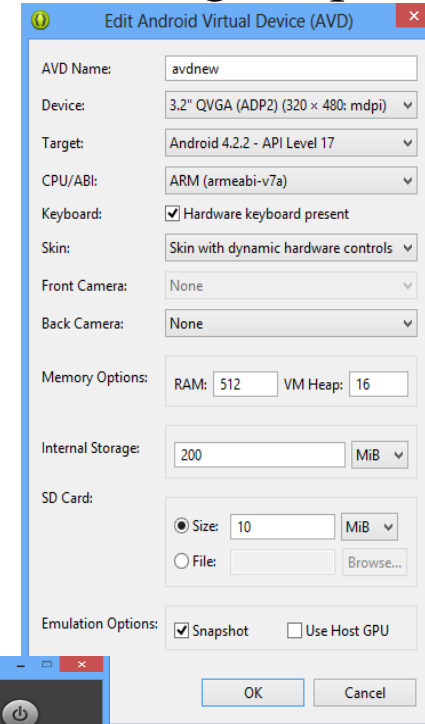 Edit Android Virtual Device (AVD)
AVD Name: avdnew
Device: 3.2" QVGA (ADP2) (320 × 480: mdpi)
Target: Android 4.2.2 - API Level 17
CPU/ABI: ARM (armeabi-v7a)
Keyboard: Hardware keyboard present
Skin: Skin with dynamic hardware controls
Front Camera: None
Back Camera: None
Memory Options: RAM: 512 VM Heap: 16
Internal Storage: 200 MiB
SD Card:
Size: 10 MiB
File: Browse...
Emulation Options: Snapshot Use Host GPU
OK Cancel